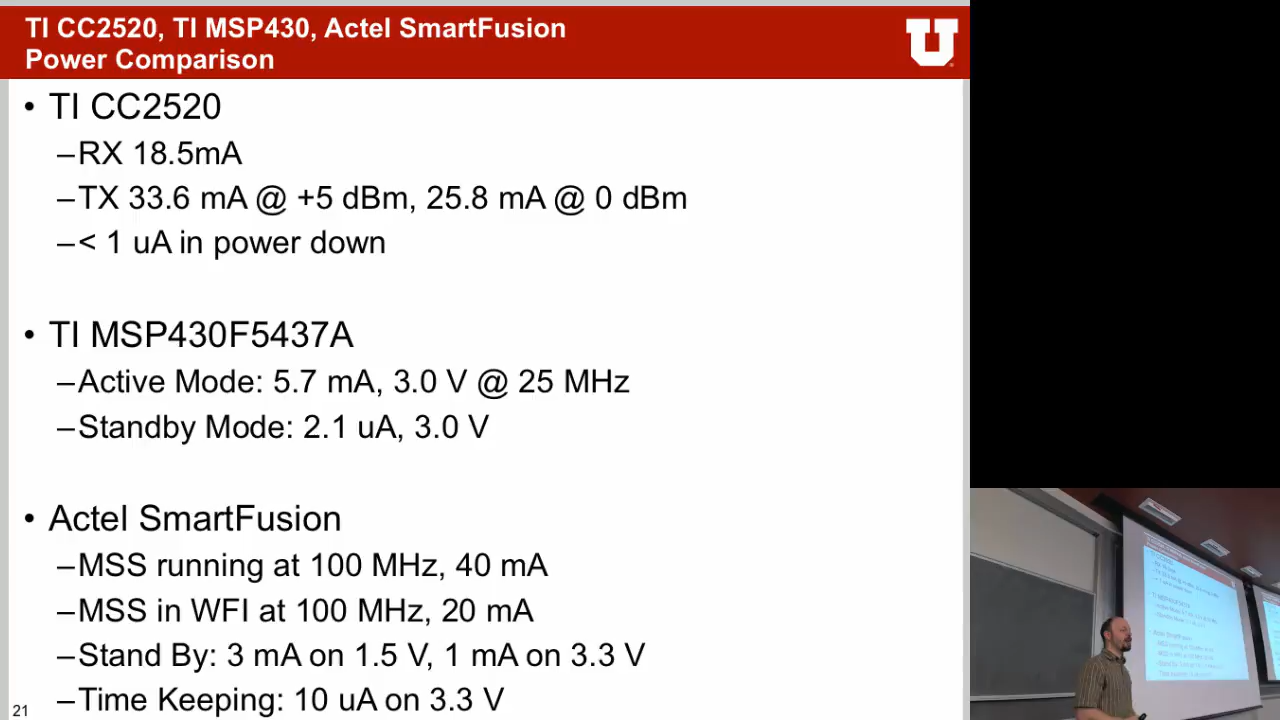 TI CC2520, TI MSP430, Actel SmartFusion
Power Comparison
U
• TI CC2520
–RX 18.5mA
–TX 33.6 mA @ +5 dBm, 25.8 mA @ 0 dBm
–< 1 uA in power down
• TI MSP430F5437A
–Active Mode: 5.7 mA, 3.0 V @ 25 MHz
–Standby Mode: 2.1 uA, 3.0 V
• Actel SmartFusion
–MSS running at 100 MHz, 40 mA
–MSS in WFI at 100 MHz, 20 mA
–Stand By: 3 mA on 1.5 V, 1 mA on 3.3 V
–Time Keeping: 10 uA on 3.3 V
21